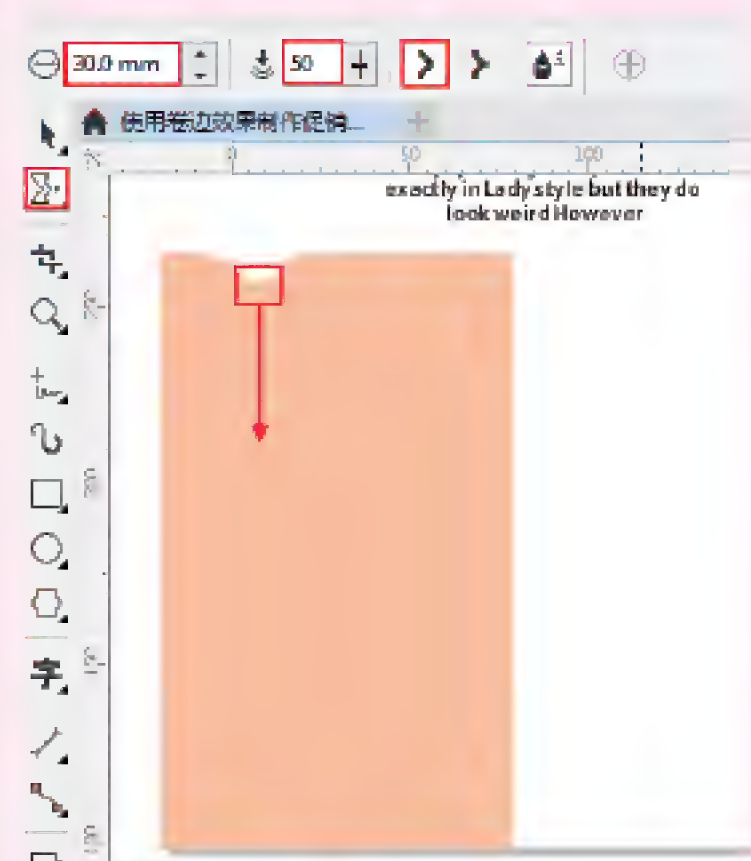 30.0 mm
50
使用卷边效果制作促销...
0 50 100
exactly in Lady style but they do
look weird However
字